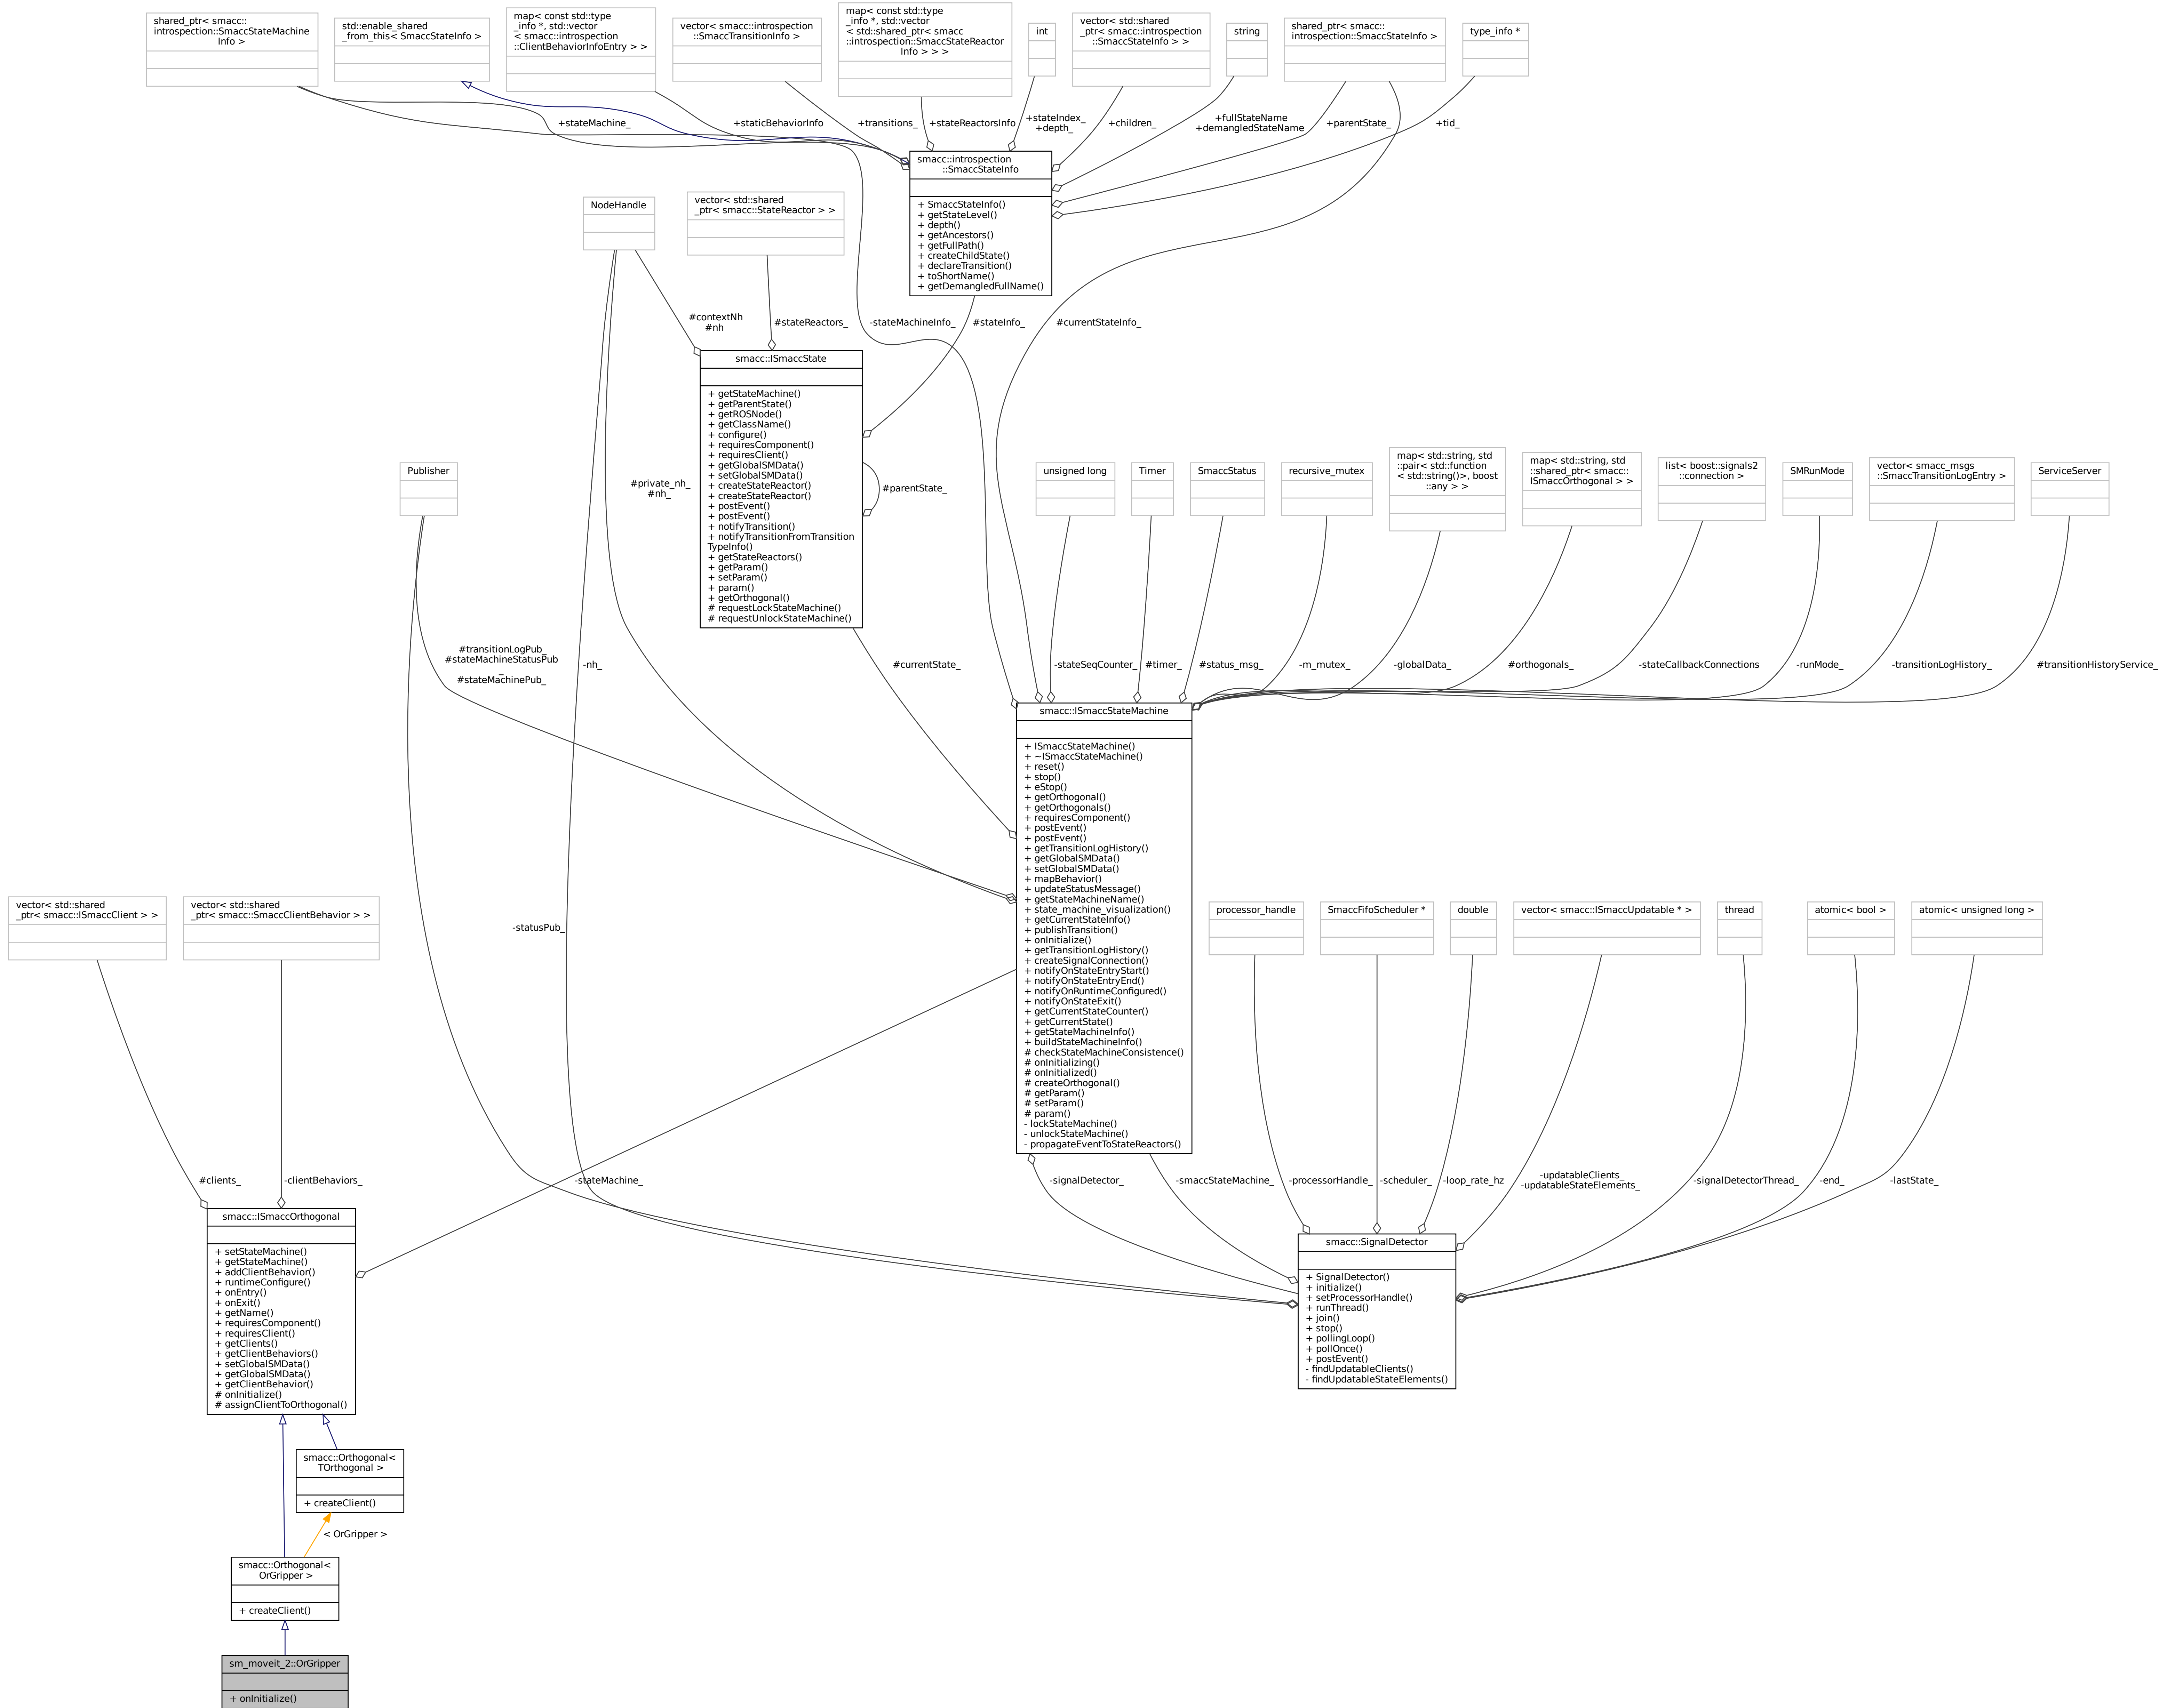 shared_ptr< smacc::
introspection::SmaccStateMachine
Info >
std::enable_shared
_from_this< SmaccStateInfo >
map< const std::type
_info *, std::vector
< smacc::introspection
::ClientBehaviorInfoEntry > >
vector< smacc::introspection
::SmaccTransitionInfo >
map< const std::type
_info *, std::vector
< std::shared_ptr< smacc
::introspection::SmaccStateReactor
Info > > >
int
vector< std::shared
_ptr< smacc::introspection
::SmaccStateInfo > >
string
shared_ptr< smacc::
introspection::SmaccStateInfo >
type_info *
+stateMachine_
+staticBehaviorInfo
+transitions_
+stateReactorsInfo
+stateIndex_
+depth_
+children_
+fullStateName
+demangledStateName
+parentState_
+tid_
smacc::introspection
::SmaccStateInfo
+ SmaccStateInfo()
+ getStateLevel()
+ depth()
+ getAncestors()
+ getFullPath()
+ createChildState()
+ declareTransition()
+ toShortName()
+ getDemangledFullName()
NodeHandle
vector< std::shared
_ptr< smacc::StateReactor > >
#contextNh
#nh
#stateReactors_
-stateMachineInfo_
#stateInfo_
#currentStateInfo_
smacc::ISmaccState
+ getStateMachine()
+ getParentState()
+ getROSNode()
+ getClassName()
+ configure()
+ requiresComponent()
+ requiresClient()
+ getGlobalSMData()
+ setGlobalSMData()
+ createStateReactor()
+ createStateReactor()
+ postEvent()
+ postEvent()
+ notifyTransition()
+ notifyTransitionFromTransition
TypeInfo()
+ getStateReactors()
+ getParam()
+ setParam()
+ param()
+ getOrthogonal()
# requestLockStateMachine()
# requestUnlockStateMachine()
#parentState_
Publisher
#private_nh_
#nh_
unsigned long
Timer
SmaccStatus
recursive_mutex
map< std::string, std
::pair< std::function
< std::string()>, boost
::any > >
map< std::string, std
::shared_ptr< smacc::
ISmaccOrthogonal > >
list< boost::signals2
::connection >
SMRunMode
vector< smacc_msgs
::SmaccTransitionLogEntry >
ServiceServer
#transitionLogPub_
#stateMachineStatusPub
_
#stateMachinePub_
-nh_
#currentState_
-stateSeqCounter_
#timer_
#status_msg_
-m_mutex_
-globalData_
#orthogonals_
-stateCallbackConnections
-runMode_
-transitionLogHistory_
#transitionHistoryService_
smacc::ISmaccStateMachine
+ ISmaccStateMachine()
+ ~ISmaccStateMachine()
+ reset()
+ stop()
+ eStop()
+ getOrthogonal()
+ getOrthogonals()
+ requiresComponent()
+ postEvent()
+ postEvent()
+ getTransitionLogHistory()
+ getGlobalSMData()
+ setGlobalSMData()
+ mapBehavior()
+ updateStatusMessage()
+ getStateMachineName()
+ state_machine_visualization()
+ getCurrentStateInfo()
+ publishTransition()
+ onInitialize()
+ getTransitionLogHistory()
+ createSignalConnection()
+ notifyOnStateEntryStart()
+ notifyOnStateEntryEnd()
+ notifyOnRuntimeConfigured()
+ notifyOnStateExit()
+ getCurrentStateCounter()
+ getCurrentState()
+ getStateMachineInfo()
+ buildStateMachineInfo()
# checkStateMachineConsistence()
# onInitializing()
# onInitialized()
# createOrthogonal()
# getParam()
# setParam()
# param()
- lockStateMachine()
- unlockStateMachine()
- propagateEventToStateReactors()
vector< std::shared
_ptr< smacc::ISmaccClient > >
vector< std::shared
_ptr< smacc::SmaccClientBehavior > >
-statusPub_
processor_handle
SmaccFifoScheduler *
double
vector< smacc::ISmaccUpdatable * >
thread
atomic< bool >
atomic< unsigned long >
#clients_
-clientBehaviors_
-stateMachine_
-signalDetector_
-smaccStateMachine_
-processorHandle_
-scheduler_
-loop_rate_hz
-updatableClients_
-updatableStateElements_
-signalDetectorThread_
-end_
-lastState_
smacc::ISmaccOrthogonal
+ setStateMachine()
+ getStateMachine()
+ addClientBehavior()
+ runtimeConfigure()
+ onEntry()
+ onExit()
+ getName()
+ requiresComponent()
+ requiresClient()
+ getClients()
+ getClientBehaviors()
+ setGlobalSMData()
+ getGlobalSMData()
+ getClientBehavior()
# onInitialize()
# assignClientToOrthogonal()
smacc::SignalDetector
+ SignalDetector()
+ initialize()
+ setProcessorHandle()
+ runThread()
+ join()
+ stop()
+ pollingLoop()
+ pollOnce()
+ postEvent()
- findUpdatableClients()
- findUpdatableStateElements()
smacc::Orthogonal<
TOrthogonal >
+ createClient()
< OrGripper >
smacc::Orthogonal<
OrGripper >
+ createClient()
sm_moveit_2::OrGripper
+ onInitialize()